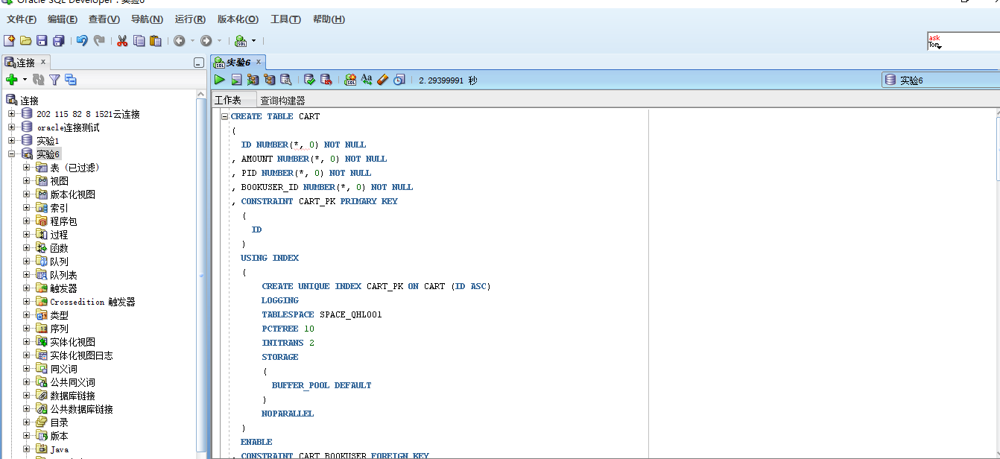 Oracle SQL Developer : 实验6
文件(F) 编辑(E) 查看(V) 导航(N) 运行(R) 版本化(O) 工具(T) 帮助(H)
ask
Tom
连接 x
实验6 x
SQL Aa 2.29399991 秒
实验6
工作表 查询构建器
连接
202 115 82 8 1521云连接
oracle连接测试
实验1
实验6
表 (已过滤)
视图
版本化视图
索引
程序包
过程
函数
队列
队列表
触发器
Crossedition 触发器
类型
序列
实体化视图
实体化视图日志
同义词
公共同义词
数据库链接
公共数据库链接
目录
版本
Java
CREATE TABLE CART
(
ID NUMBER(*, 0) NOT NULL
, AMOUNT NUMBER(*, 0) NOT NULL
, PID NUMBER(*, 0) NOT NULL
, BOOKUSER_ID NUMBER(*, 0) NOT NULL
, CONSTRAINT CART_PK PRIMARY KEY
(
ID
)
USING INDEX
(
CREATE UNIQUE INDEX CART_PK ON CART (ID ASC)
LOGGING
TABLESPACE SPACE_QHL001
PCTFREE 10
INITRANS 2
STORAGE
(
BUFFER_POOL DEFAULT
)
NOPARALLEL
)
ENABLE
, CONSTRAINT CART_BOOKUSER FOREIGN KEY